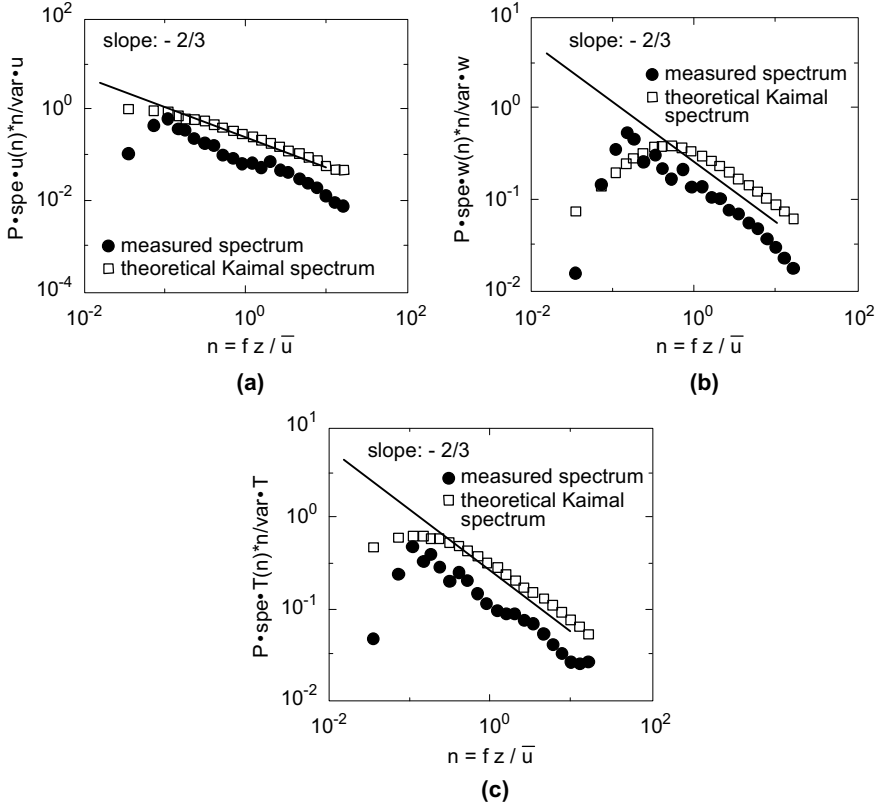 slope: - 2/3
10^2
10^0
10^-2
10^-4
P•spe•u(n)*n/var•u
measured spectrum
theoretical Kaimal spectrum
10^-2
10^0
10^2
n = f z / u̅
(a)
slope: - 2/3
10^1
10^0
10^-1
10^-2
P•spe•w(n)*n/var•w
measured spectrum
theoretical Kaimal
spectrum
10^-2
10^0
10^2
n = f z / u̅
(b)
slope: - 2/3
10^1
10^0
10^-1
10^-2
P•spe•T(n)*n/var•T
measured spectrum
theoretical Kaimal
spectrum
10^-2
10^0
10^2
n = f z / u̅
(c)